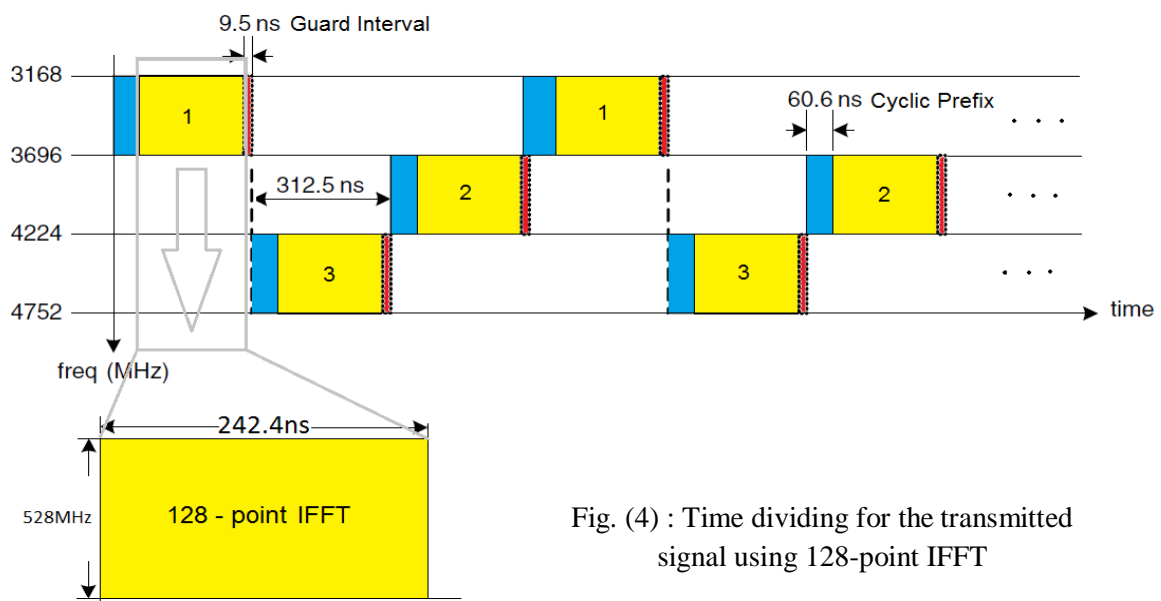 9.5 ns Guard Interval
3168
1
1
60.6 ns Cyclic Prefix
. . .
3696
312.5 ns
2
2
. . .
4224
3
3
. . .
4752
time
freq (MHz)
242.4ns
528MHz
128 - point IFFT
Fig. (4) : Time dividing for the transmitted
signal using 128-point IFFT